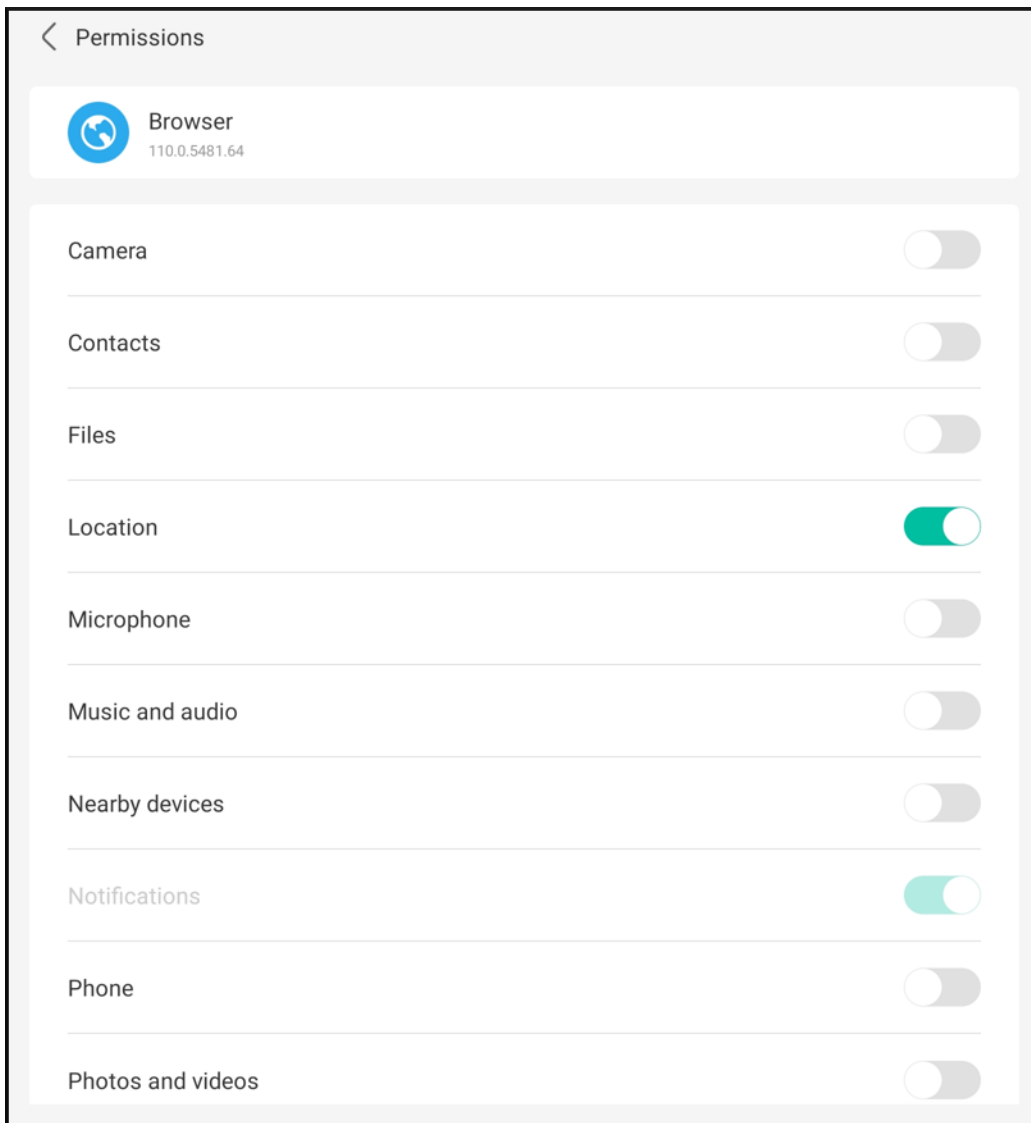 Permissions
Browser
110.0.5481.64
Camera
Contacts
Files
Location
Microphone
Music and audio
Nearby devices
Notifications
Phone
Photos and videos